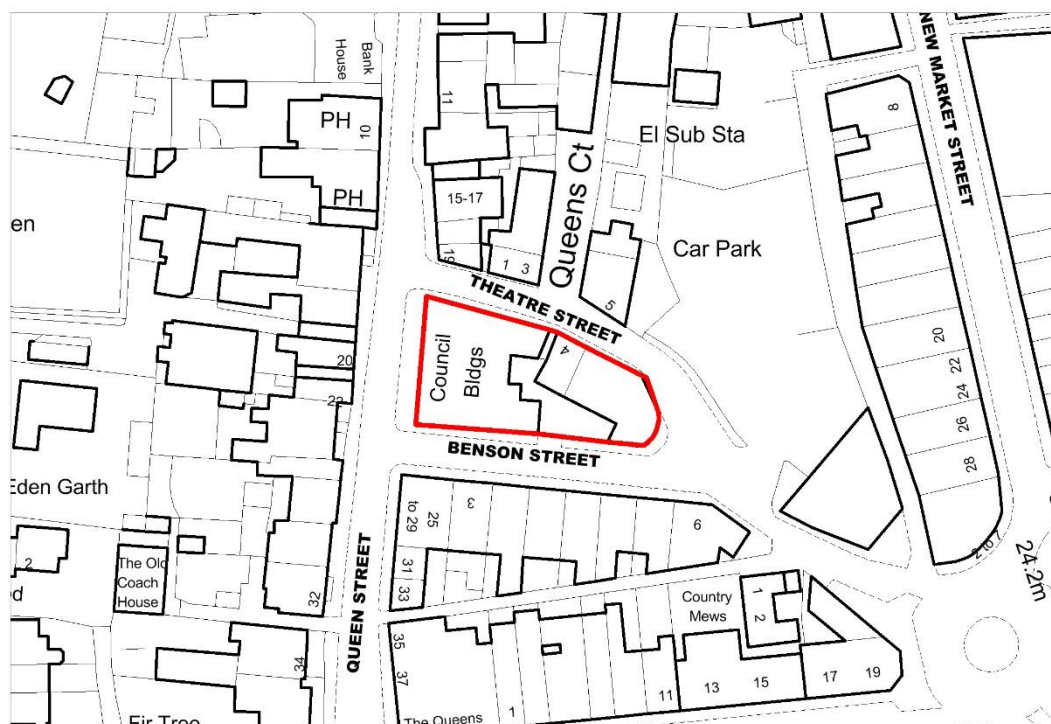 Bank
House
PH
10
PH
11
15-17
19
1
3
Queens Ct
El Sub Sta
Car Park
5
8
NEW MARKET STREET
THEATRE STREET
Council
Bldgs
4
BENSON STREET
20
22
20
22
24
26
28
2 to 7
24.2m
Eden Garth
2
The Old
Coach
House
32
34
QUEEN STREET
25
to 29
3
31
33
6
35
37
Country
Mews
1
2
The Queens
1
11
13
15
17
19
Fir Tree
en
d